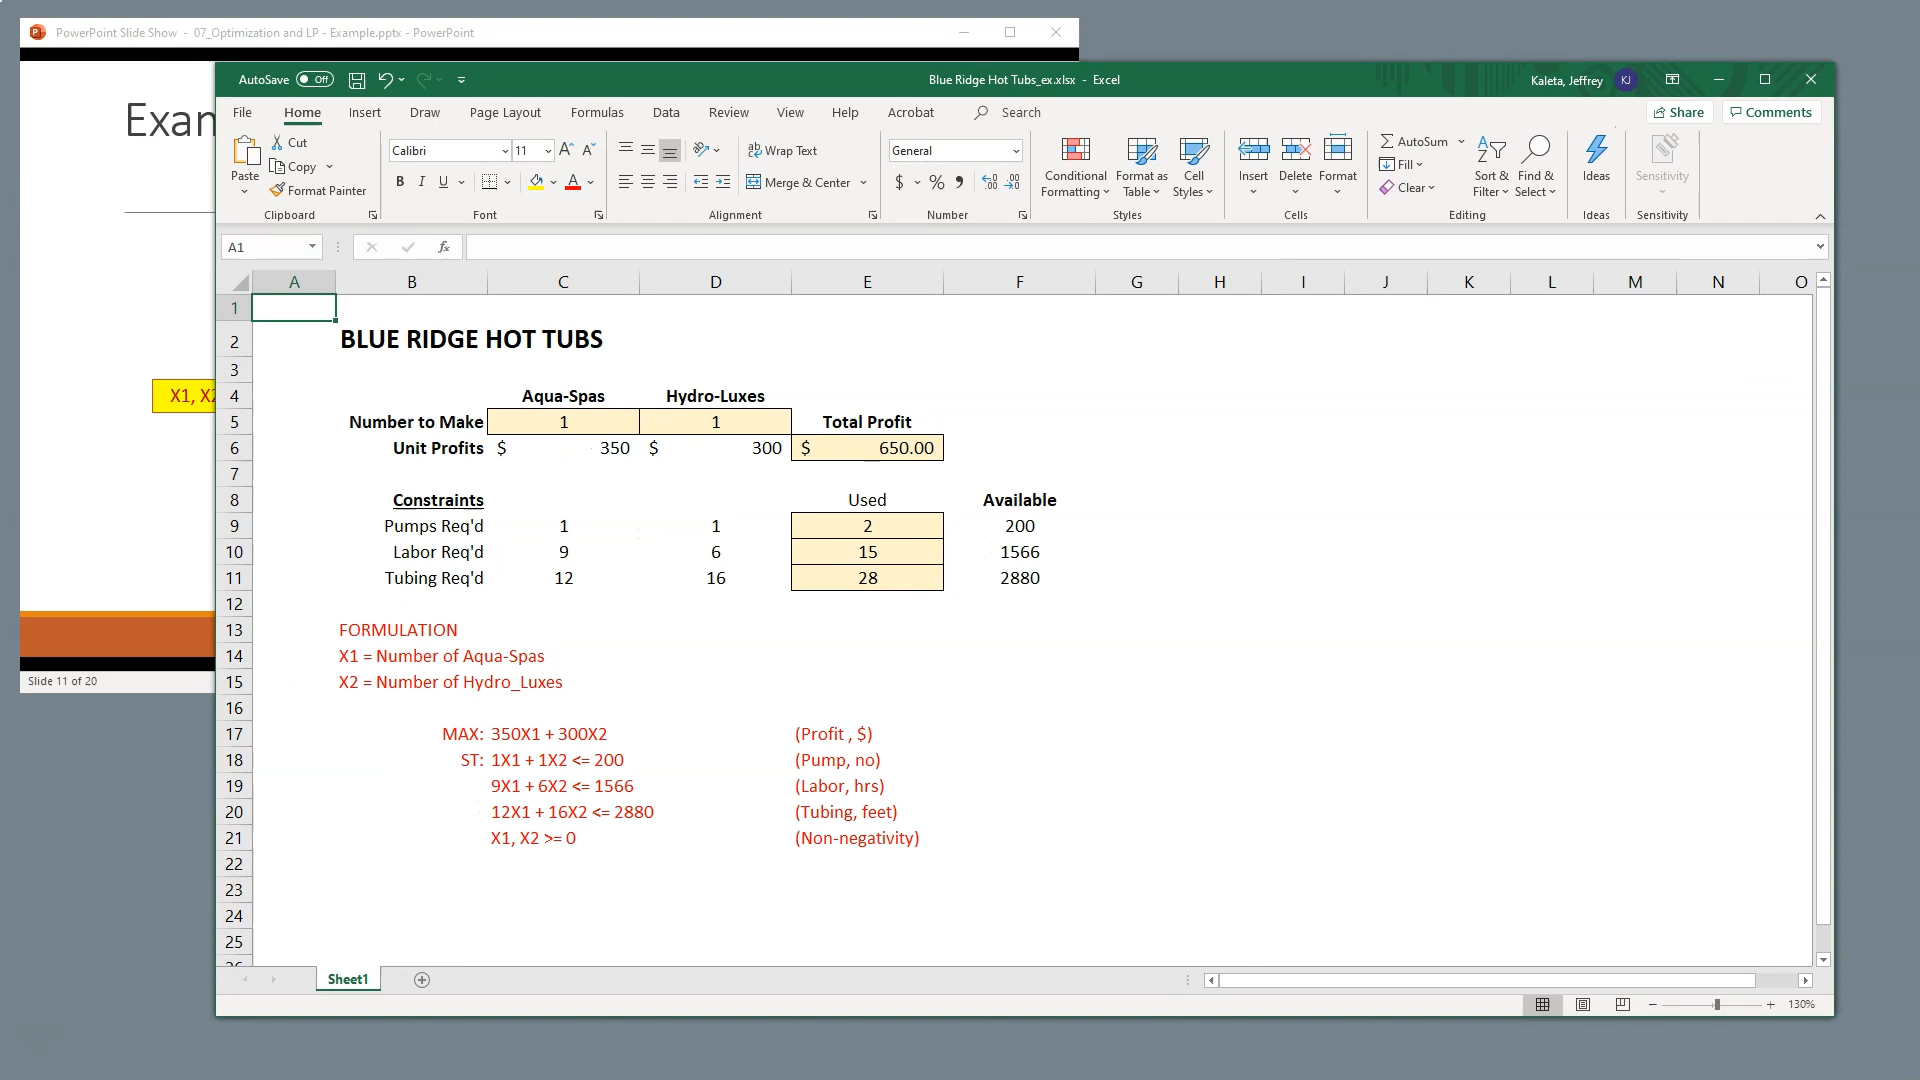 PowerPoint Slide Show - 07_Optimization and LP - Example.pptx - PowerPoint
Exam
X1, X2
Slide 11 of 20
AutoSave Off
Blue Ridge Hot Tubs_ex.xlsx - Excel
Kaleta, Jeffrey KJ
File Home Insert Draw Page Layout Formulas Data Review View Help Acrobat Search
Share Comments
Paste
Cut
Copy
Format Painter
Clipboard
Calibri 11
B I U
Font
Wrap Text
Merge & Center
Alignment
General
$ % 9
Number
Conditional Formatting
Format as Table
Cell Styles
Styles
Insert Delete Format
Cells
AutoSum
Fill
Clear
Sort & Filter
Find & Select
Editing
Ideas
Ideas
Sensitivity
Sensitivity
A1 fx
A B C D E F G H I J K L M N O
1
2 BLUE RIDGE HOT TUBS
3
4 Aqua-Spas Hydro-Luxes
5 Number to Make 1 1 Total Profit
6 Unit Profits $ 350 $ 300 $ 650.00
7
8 Constraints Used Available
9 Pumps Req'd 1 1 2 200
10 Labor Req'd 9 6 15 1566
11 Tubing Req'd 12 16 28 2880
12
13 FORMULATION
14 X1 = Number of Aqua-Spas
15 X2 = Number of Hydro_Luxes
16
17 MAX: 350X1 + 300X2 (Profit , $)
18 ST: 1X1 + 1X2 <= 200 (Pump, no)
19 9X1 + 6X2 <= 1566 (Labor, hrs)
20 12X1 + 16X2 <= 2880 (Tubing, feet)
21 X1, X2 >= 0 (Non-negativity)
22
23
24
25
26
Sheet1
130%